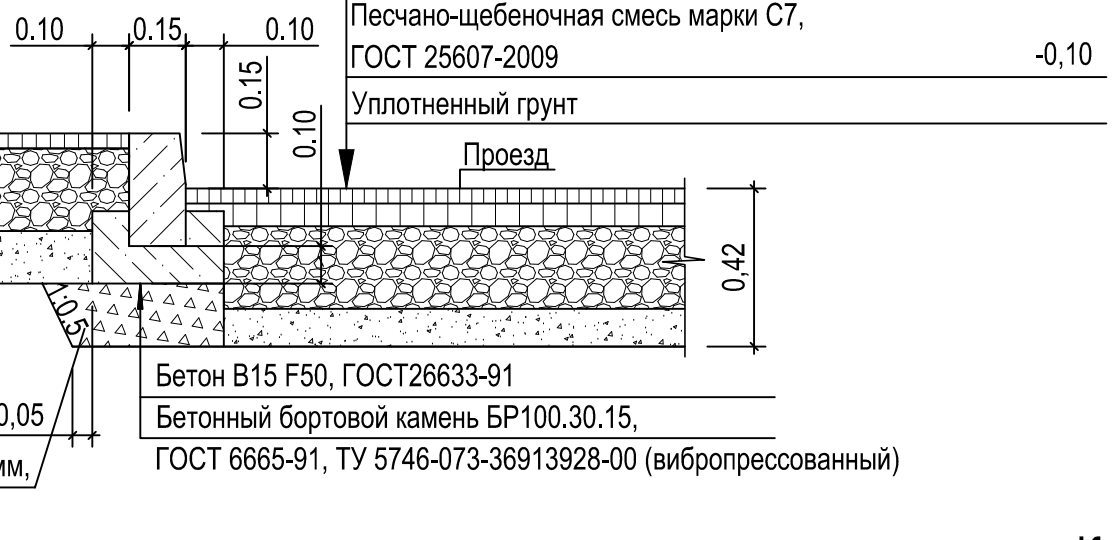 Песчано-щебеночная смесь марки С7,
ГОСТ 25607-2009 -0,10
Уплотненный грунт
0.10 0.15 0.10
0.15
0.10
Проезд
0,42
1:0.5
Бетон В15 F50, ГОСТ26633-91
0,05
Бетонный бортовой камень БР100.30.15,
мм,
ГОСТ 6665-91, ТУ 5746-073-36913928-00 (вибропрессованный)